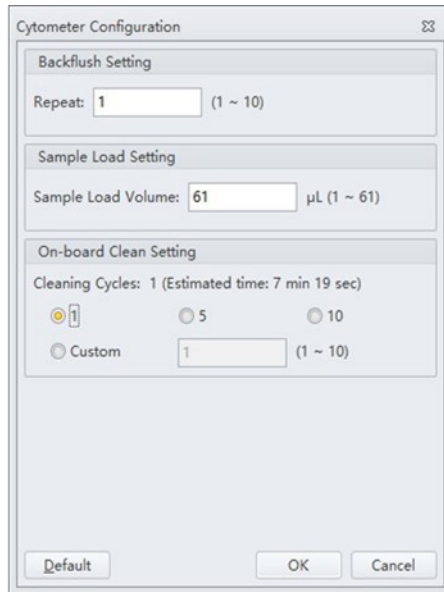 Cytometer Configuration
Backflush Setting
Repeat: 1 (1 ~ 10)
Sample Load Setting
Sample Load Volume: 61 μL (1 ~ 61)
On-board Clean Setting
Cleaning Cycles: 1 (Estimated time: 7 min 19 sec)
1 5 10
Custom 1 (1 ~ 10)
Default OK Cancel